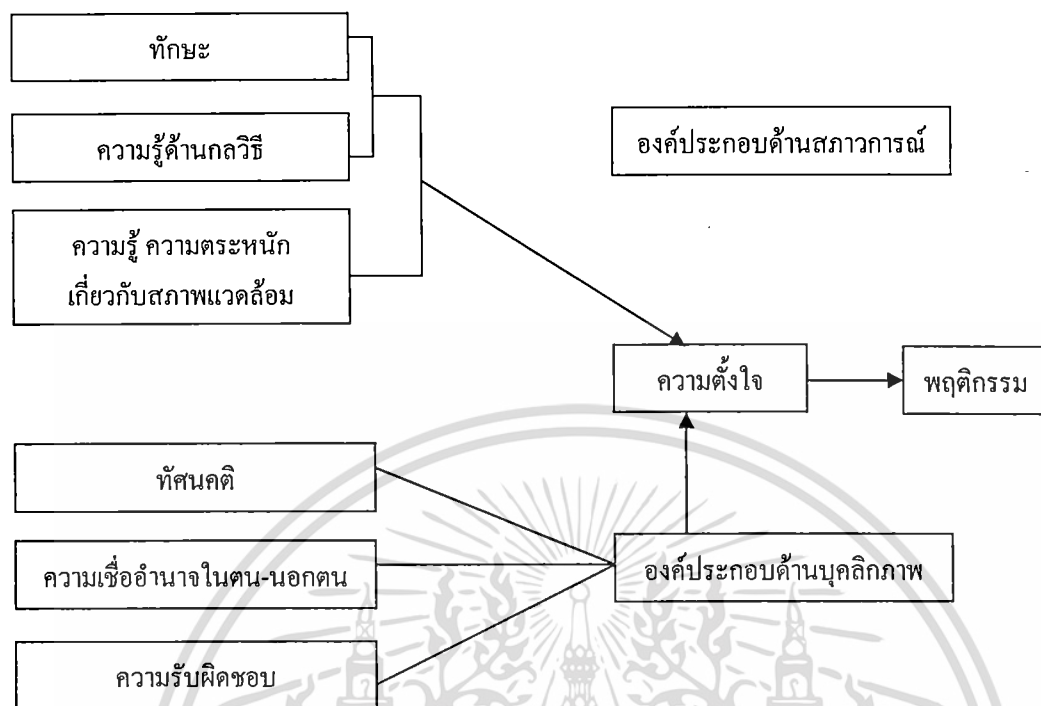 ทักษะ
ความรู้ด้านกลวิธี
องค์ประกอบด้านสภาวการณ์
ความรู้ ความตระหนัก
เกี่ยวกับสภาพแวดล้อม
ความตั้งใจ
พฤติกรรม
ทัศนคติ
ความเชื่ออำนาจในตน-นอกตน
องค์ประกอบด้านบุคลิกภาพ
ความรับผิดชอบ